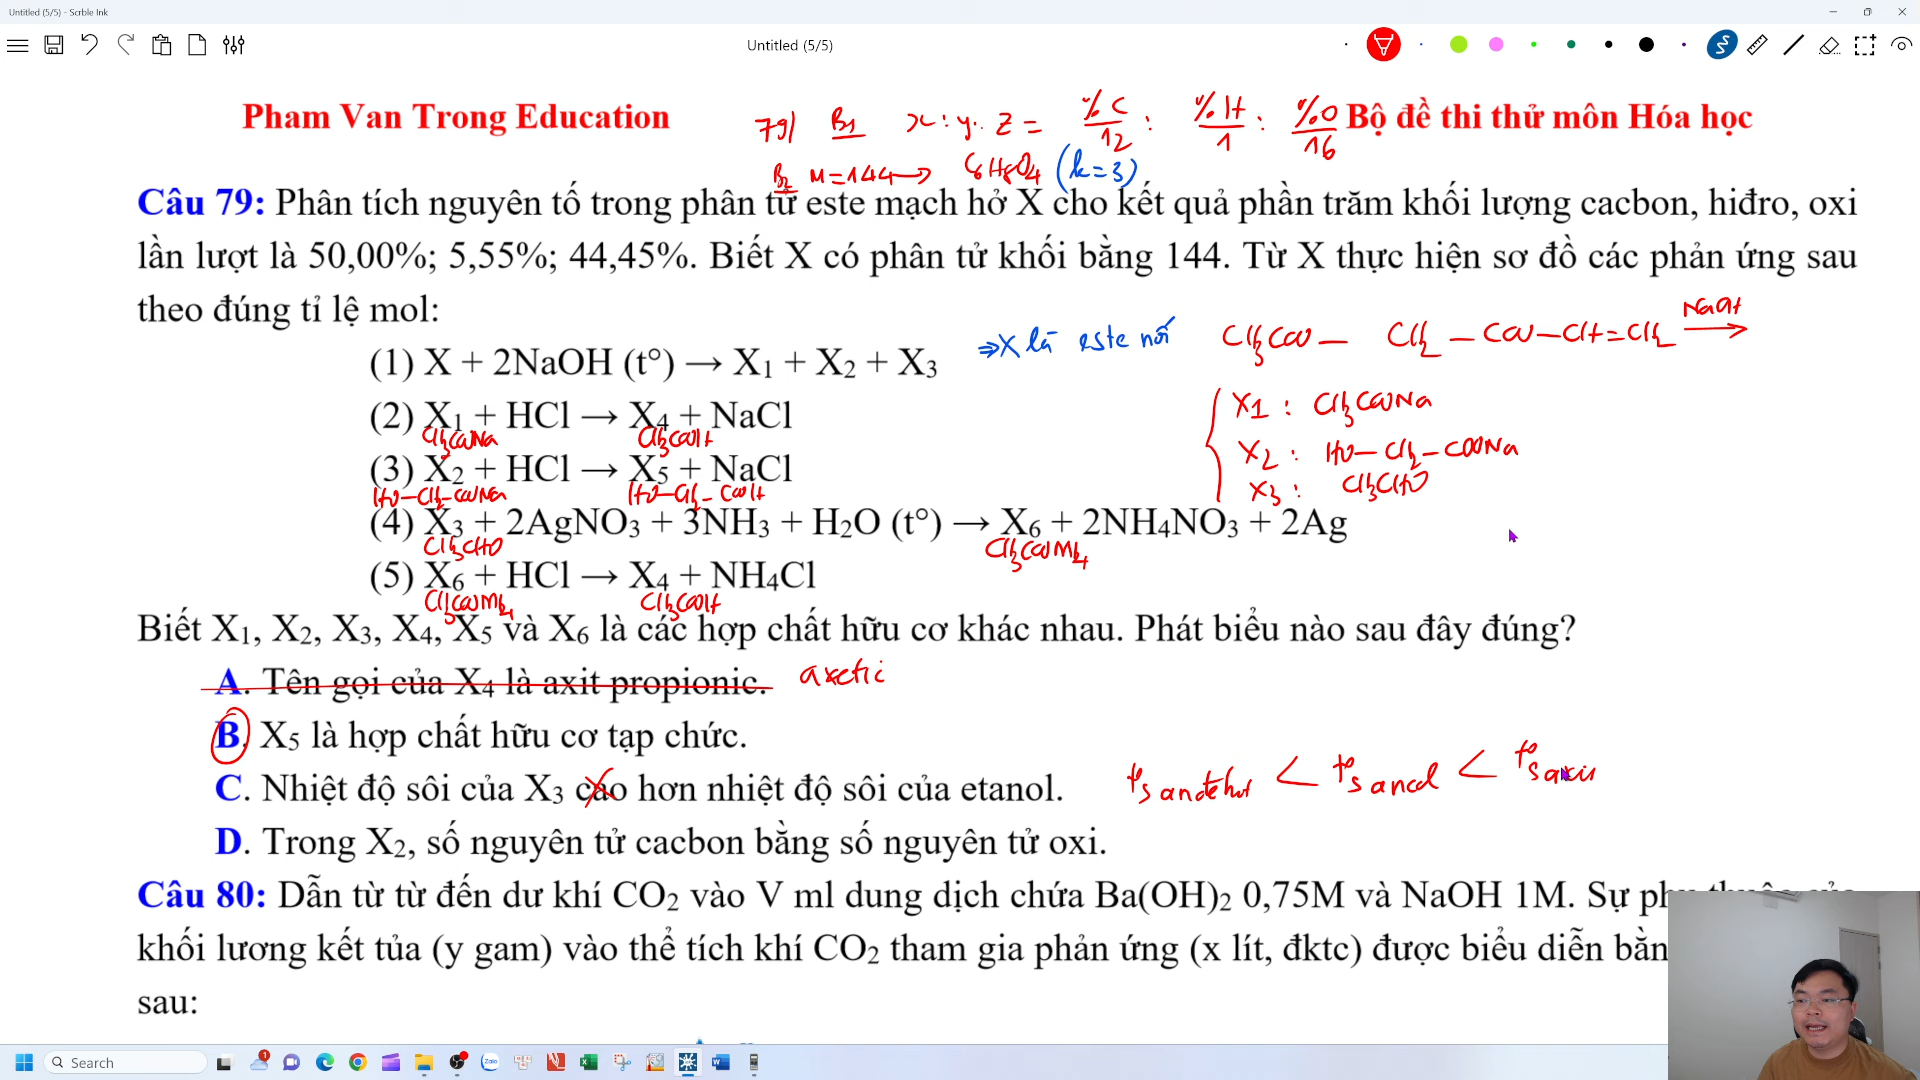 Untitled (5/5) - Scrble Ink
Untitled (5/5)
Pham Van Trong Education
79/ B1 x : y : z = %C/12 : %H/1 : %O/16
Bộ đề thi thử môn Hóa học
B2 M=144 → C6H8O4 (k=3)
Câu 79: Phân tích nguyên tố trong phân tử este mạch hở X cho kết quả phần trăm khối lượng cacbon, hiđro, oxi
lần lượt là 50,00%; 5,55%; 44,45%. Biết X có phân tử khối bằng 144. Từ X thực hiện sơ đồ các phản ứng sau
theo đúng tỉ lệ mol:
⇒X là este nối CH3COO — CH2 — COO—CH=CH2 NaOH →
(1) X + 2NaOH (t°) → X1 + X2 + X3
X1 : CH3COONa
(2) X1 + HCl → X4 + NaCl
CH3COONa CH3COOH
X2 : HO—CH2—COONa
(3) X2 + HCl → X5 + NaCl
HO—CH2—COONa HO—CH2—COOH
X3 : CH3CHO
(4) X3 + 2AgNO3 + 3NH3 + H2O (t°) → X6 + 2NH4NO3 + 2Ag
CH3CHO CH3COONH4
(5) X6 + HCl → X4 + NH4Cl
CH3COONH4 CH3COOH
Biết X1, X2, X3, X4, X5 và X6 là các hợp chất hữu cơ khác nhau. Phát biểu nào sau đây đúng?
A. Tên gọi của X4 là axit propionic. axetic
B. X5 là hợp chất hữu cơ tạp chức.
C. Nhiệt độ sôi của X3 cao hơn nhiệt độ sôi của etanol.
t°s andehit < t°s ancol < t°s axit
D. Trong X2, số nguyên tử cacbon bằng số nguyên tử oxi.
Câu 80: Dẫn từ từ đến dư khí CO2 vào V ml dung dịch chứa Ba(OH)2 0,75M và NaOH 1M. Sự
khối lương kết tủa (y gam) vào thể tích khí CO2 tham gia phản ứng (x lít, đktc) được biểu diễn
sau:
Search
1
Zalo